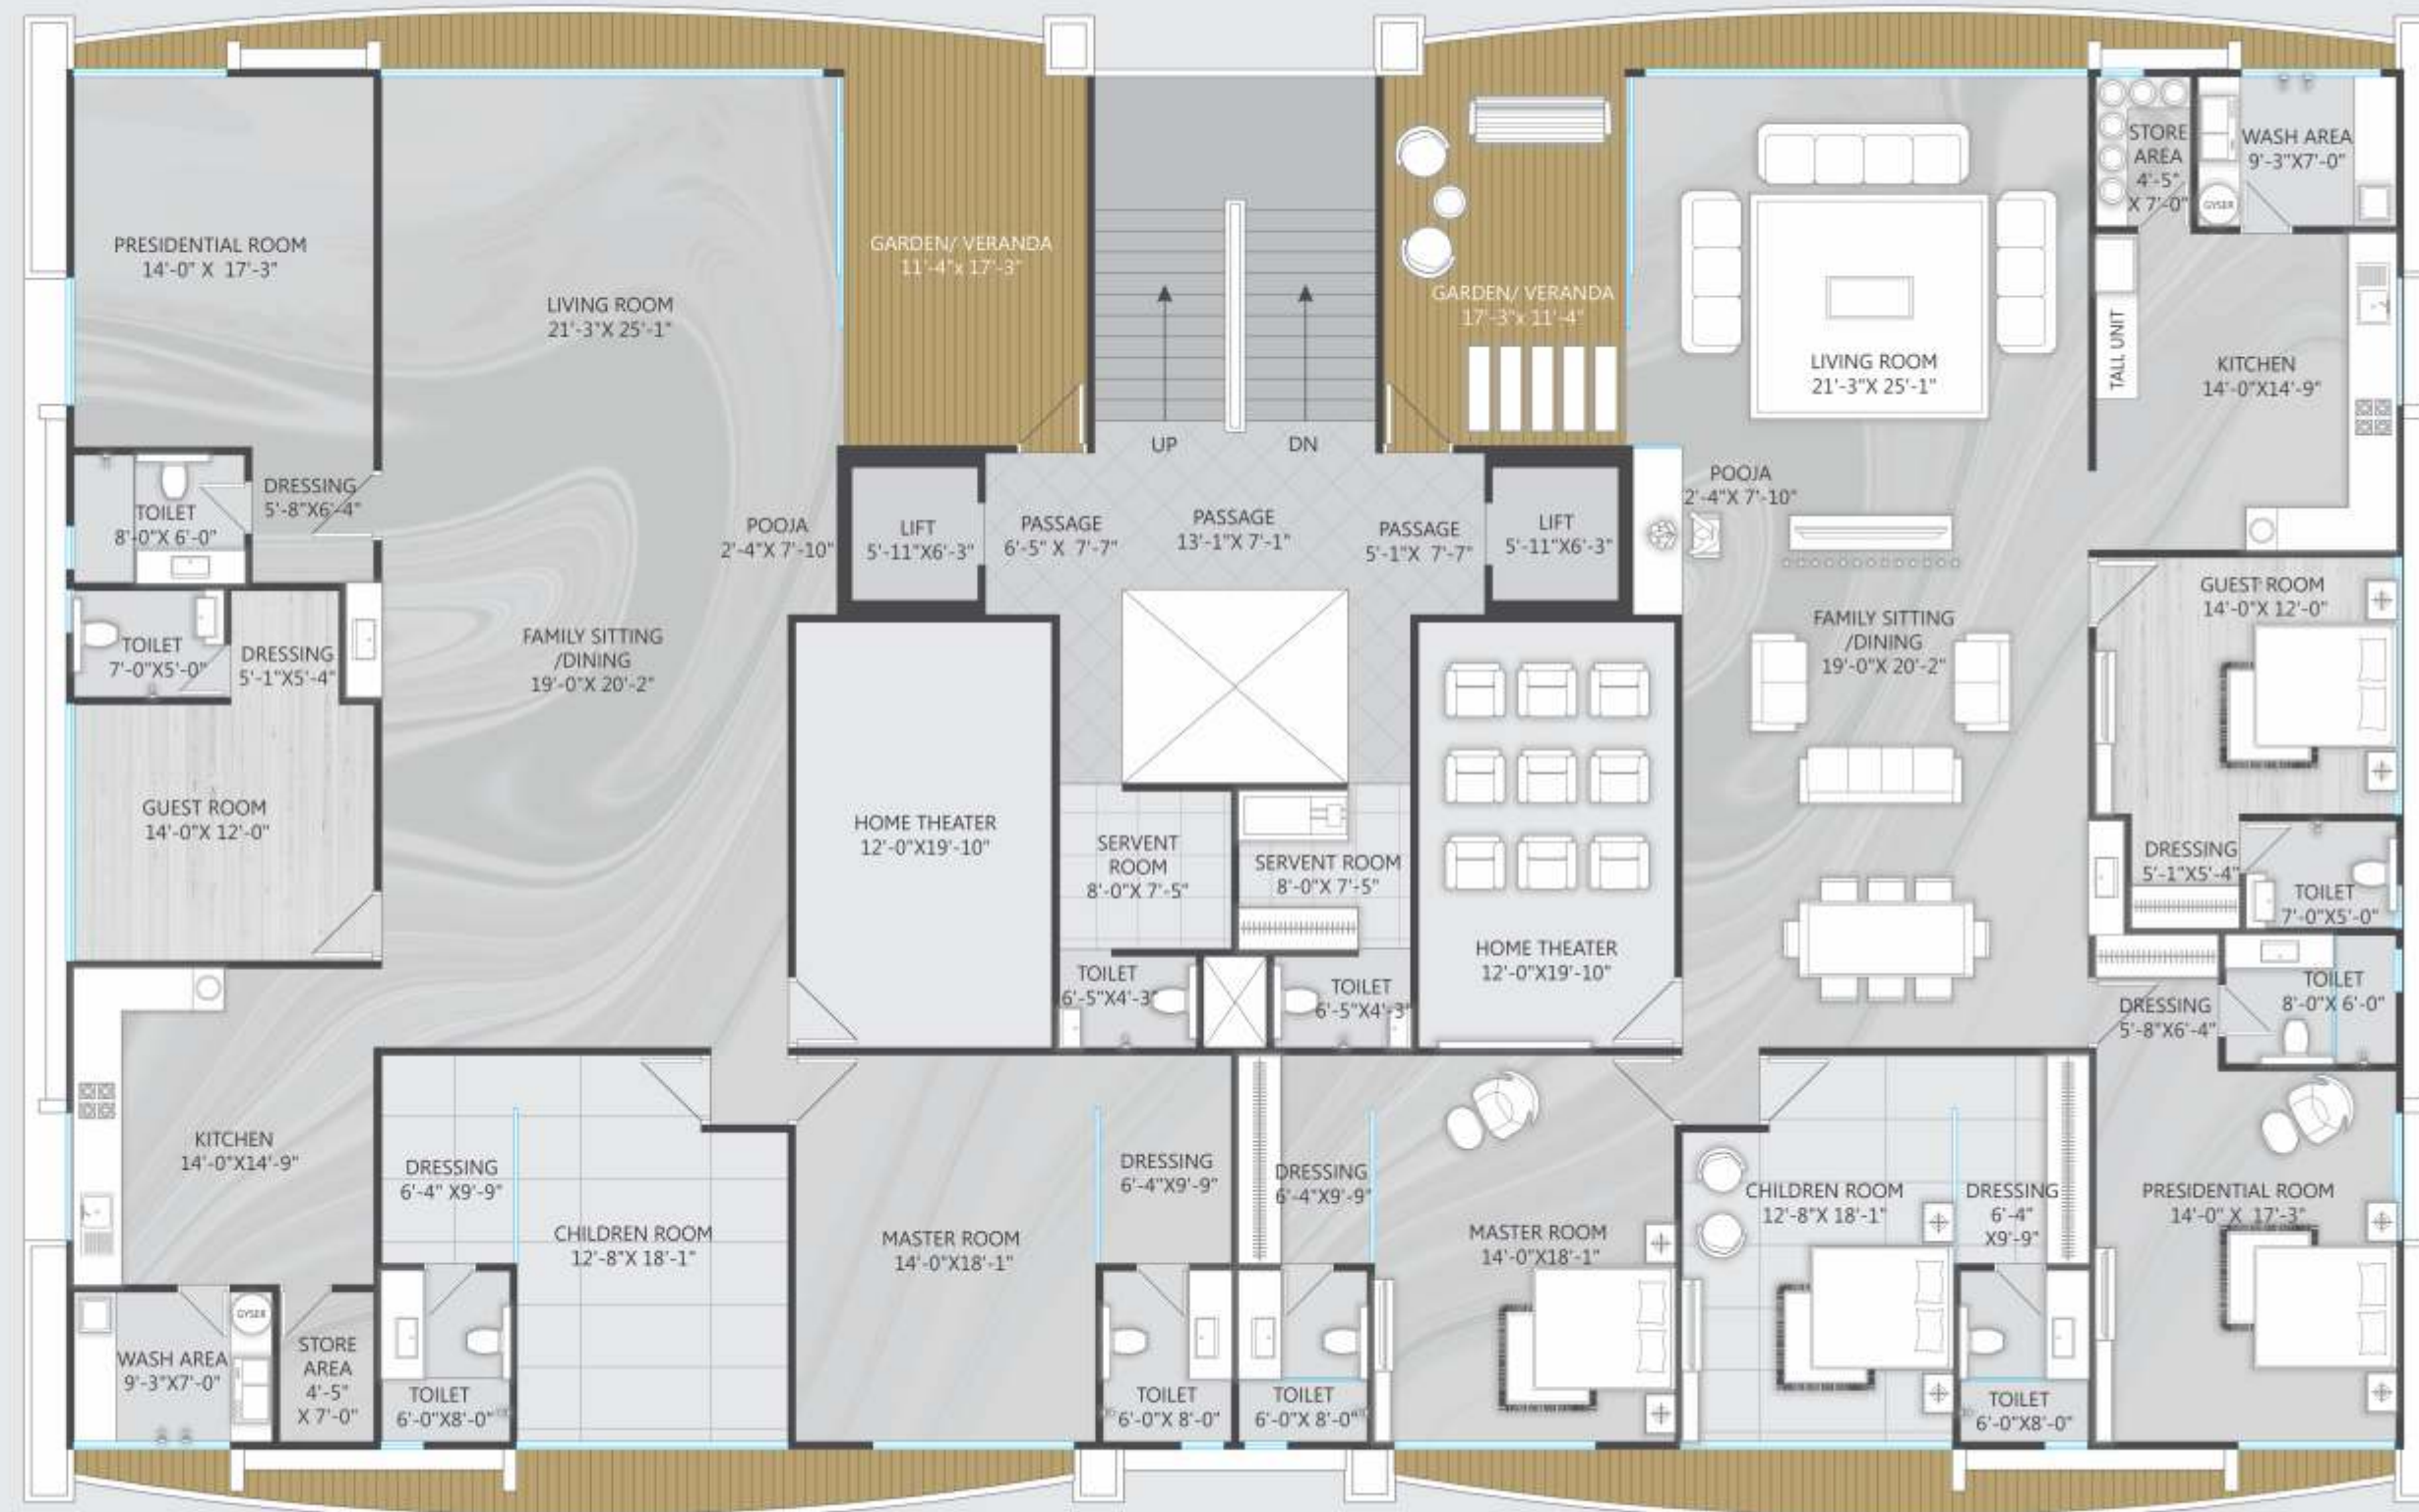 PRESIDENTIAL ROOM
14'-0" X 17'-3"
LIVING ROOM
21'-3"X 25'-1"
GARDEN/ VERANDA
11'-4"x 17'-3"
UP
DN
GARDEN/ VERANDA
17'-3"x 11'-4"
LIVING ROOM
21'-3"X 25'-1"
STORE
AREA
4'-5"
X 7'-0"
WASH AREA
9'-3"X7'-0"
GYSER
TALL UNIT
KITCHEN
14'-0"X14'-9"
TOILET
8'-0"X 6'-0"
DRESSING
5'-8"X6'-4"
POOJA
2'-4"X 7'-10"
LIFT
5'-11"X6'-3"
PASSAGE
6'-5" X 7'-7"
PASSAGE
13'-1"X 7'-1"
PASSAGE
5'-1"X 7'-7"
LIFT
5'-11"X6'-3"
POOJA
2'-4"X 7'-10"
TOILET
7'-0"X5'-0"
DRESSING
5'-1"X5'-4"
FAMILY SITTING
/DINING
19'-0"X 20'-2"
FAMILY SITTING
/DINING
19'-0"X 20'-2"
GUEST ROOM
14'-0"X 12'-0"
GUEST ROOM
14'-0"X 12'-0"
HOME THEATER
12'-0"X19'-10"
SERVENT
ROOM
8'-0"X 7'-5"
SERVENT ROOM
8'-0"X 7'-5"
HOME THEATER
12'-0"X19'-10"
DRESSING
5'-1"X5'-4"
TOILET
7'-0"X5'-0"
TOILET
6'-5"X4'-3"
TOILET
6'-5"X4'-3"
DRESSING
5'-8"X6'-4"
TOILET
8'-0"X 6'-0"
KITCHEN
14'-0"X14'-9"
DRESSING
6'-4" X9'-9"
CHILDREN ROOM
12'-8"X 18'-1"
MASTER ROOM
14'-0"X18'-1"
DRESSING
6'-4"X9'-9"
DRESSING
6'-4"X9'-9"
MASTER ROOM
14'-0"X18'-1"
CHILDREN ROOM
12'-8"X 18'-1"
DRESSING
6'-4"
X9'-9"
PRESIDENTIAL ROOM
14'-0" X 17'-3"
WASH AREA
9'-3"X7'-0"
GYSER
STORE
AREA
4'-5"
X 7'-0"
TOILET
6'-0"X8'-0"
TOILET
6'-0"X 8'-0"
TOILET
6'-0"X 8'-0"
TOILET
6'-0"X8'-0"